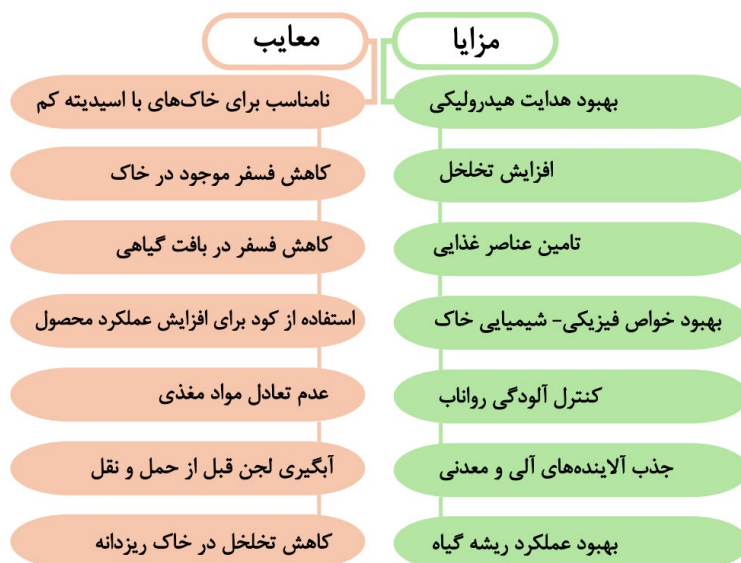 مزایا
بهبود هدایت هیدرولیکی
افزایش تخلخل
تامین عناصر غذایی
بهبود خواص فیزیکی- شیمیایی خاک
کنترل آلودگی رواناب
جذب آلاینده‌های آلی و معدنی
بهبود عملکرد ریشه گیاه
معایب
نامناسب برای خاک‌های با اسیدیته کم
کاهش فسفر موجود در خاک
کاهش فسفر در بافت گیاهی
استفاده از کود برای افزایش عملکرد محصول
عدم تعادل مواد مغذی
آبگیری لجن قبل از حمل و نقل
کاهش تخلخل در خاک ریزدانه